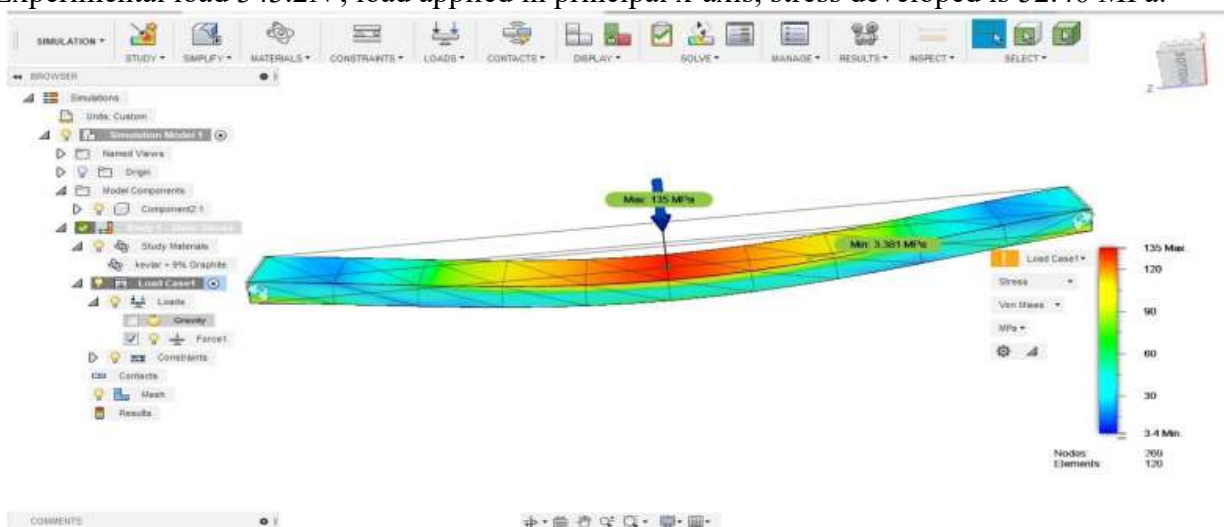 Experimental load 343.2N , load applied in principal x-axis, stress developed is 32.46 MPa.
SIMULATION
STUDY
SIMPLIFY
MATERIALS
CONSTRAINTS
LOADS
CONTACTS
DISPLAY
SOLVE
MANAGE
RESULTS
INSPECT
SELECT
BROWSER
Simulations
Units: Custom
Simulation Model 1
Named Views
Origin
Model Components
Component2:1
Study Materials
kevlar + 9% Graphite
Load Case1
Loads
Gravity
Force1
Constraints
Contacts
Mesh
Results
Max: 135 MPa
Min: 3.381 MPa
Z
Load Case1
Stress
Von Mises
MPa
135 Max.
120
90
60
30
3.4 Min.
Nodes: 269
Elements: 120
COMMENTS